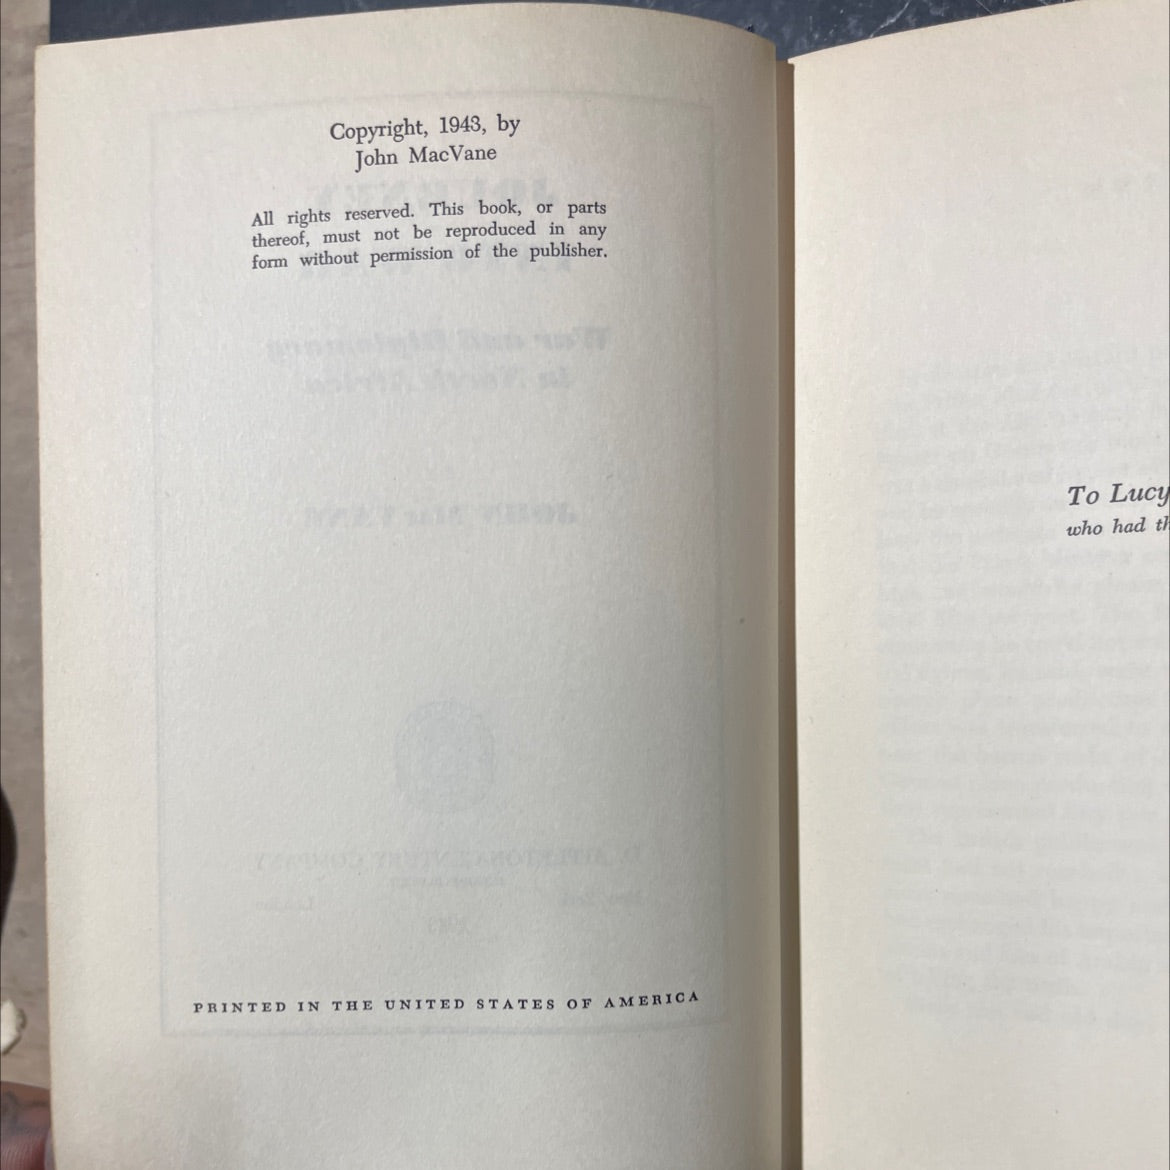 Copyright, 1943, by
John MacVane
All rights reserved. This book, or parts
thereof, must not be reproduced in any
form without permission of the publisher.
PRINTED IN THE UNITED STATES OF AMERICA
To Lucy
who had